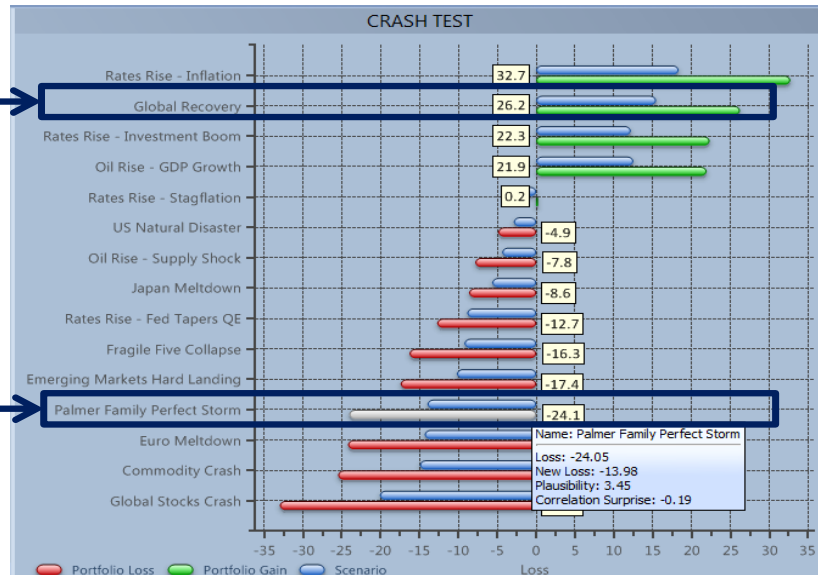 CRASH TEST
Rates Rise - Inflation 32.7
Global Recovery 26.2
Rates Rise - Investment Boom 22.3
Oil Rise - GDP Growth 21.9
Rates Rise - Stagflation 0.2
US Natural Disaster -4.9
Oil Rise - Supply Shock -7.8
Japan Meltdown -8.6
Rates Rise - Fed Tapers QE -12.7
Fragile Five Collapse -16.3
Emerging Markets Hard Landing -17.4
Palmer Family Perfect Storm -24.1
Euro Meltdown
Commodity Crash
Global Stocks Crash
Name: Palmer Family Perfect Storm
Loss: -24.05
New Loss: -13.98
Plausibility: 3.45
Correlation Surprise: -0.19
-35 -30 -25 -20 -15 -10 -5 0 5 10 15 20 25 30 35
Portfolio Loss Portfolio Gain Scenario Loss